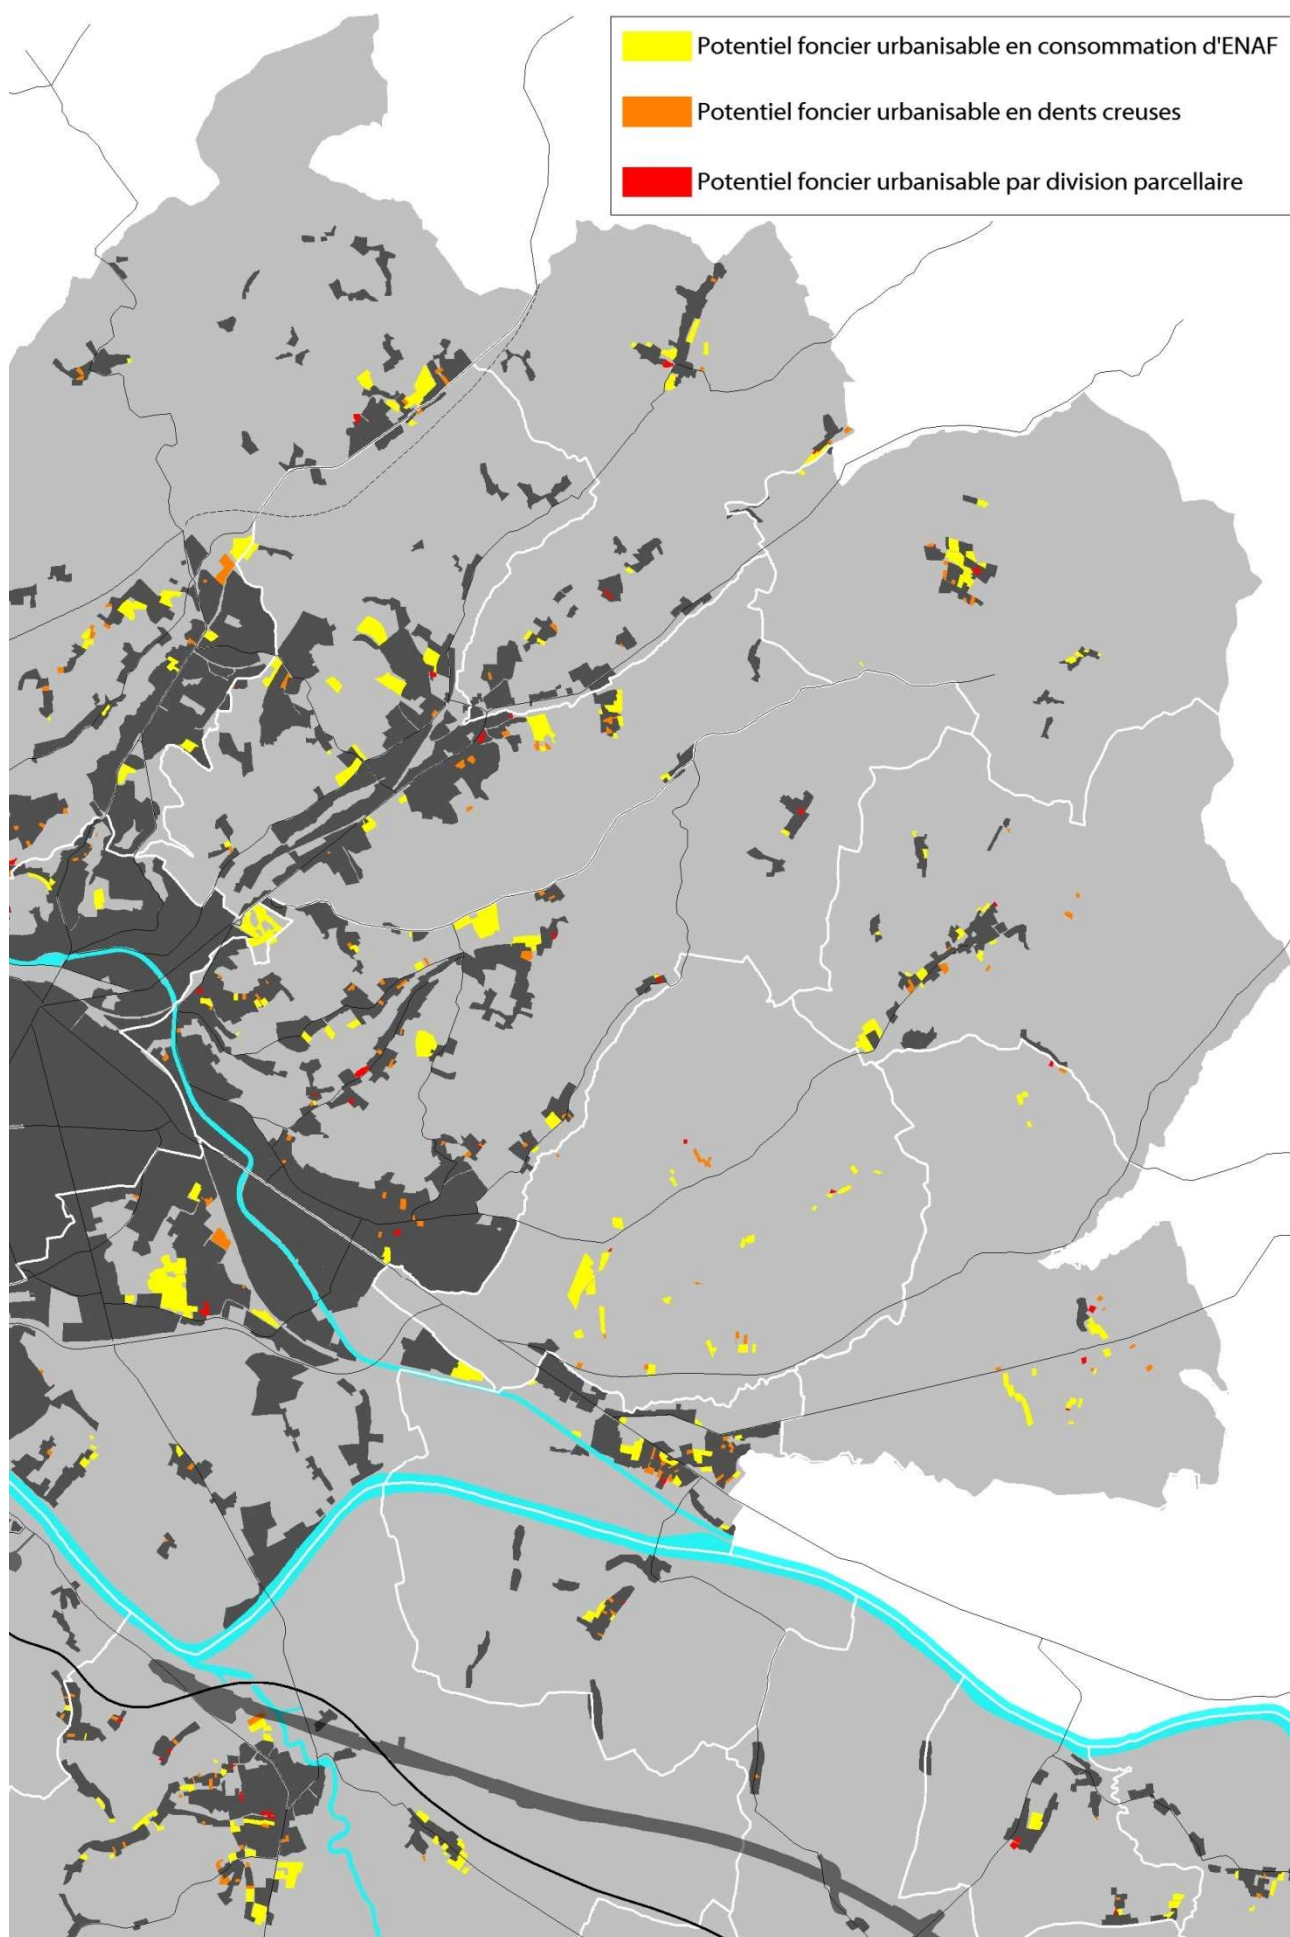 Potentiel foncier urbanisable en consommation d'ENAF
Potentiel foncier urbanisable en dents creuses
Potentiel foncier urbanisable par division parcellaire